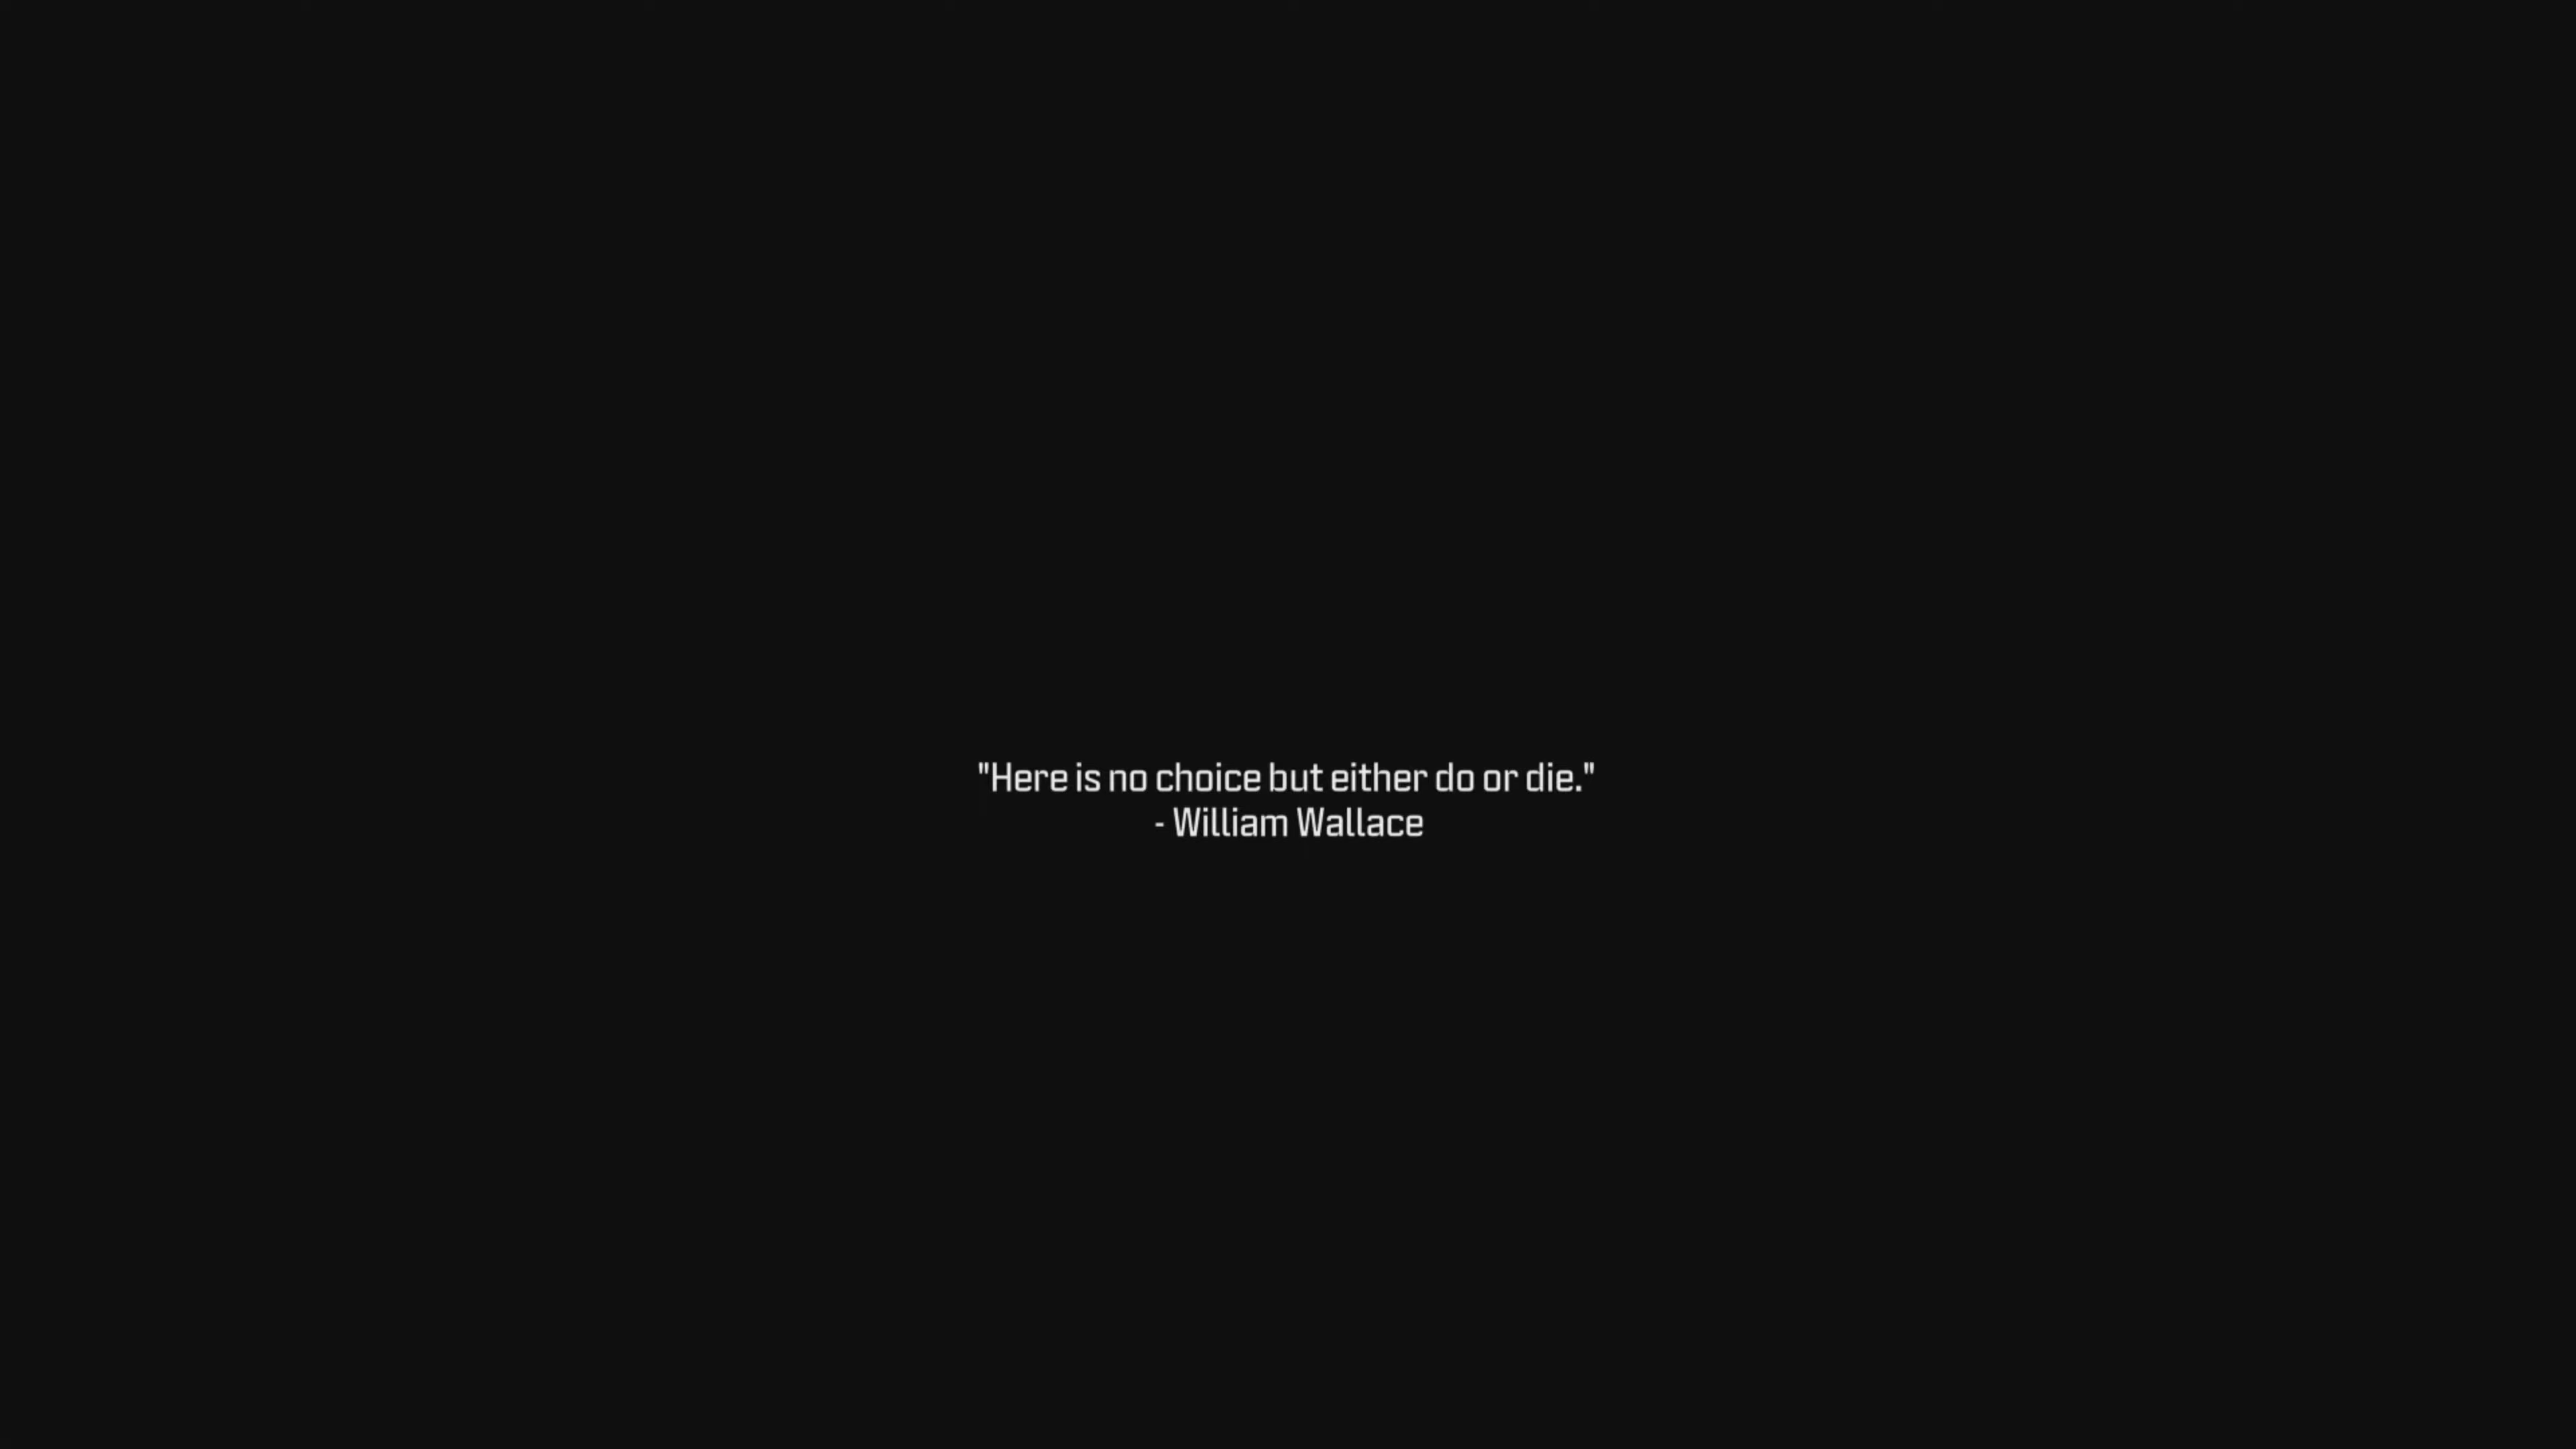 "Here is no choice but either do or die."
- William Wallace